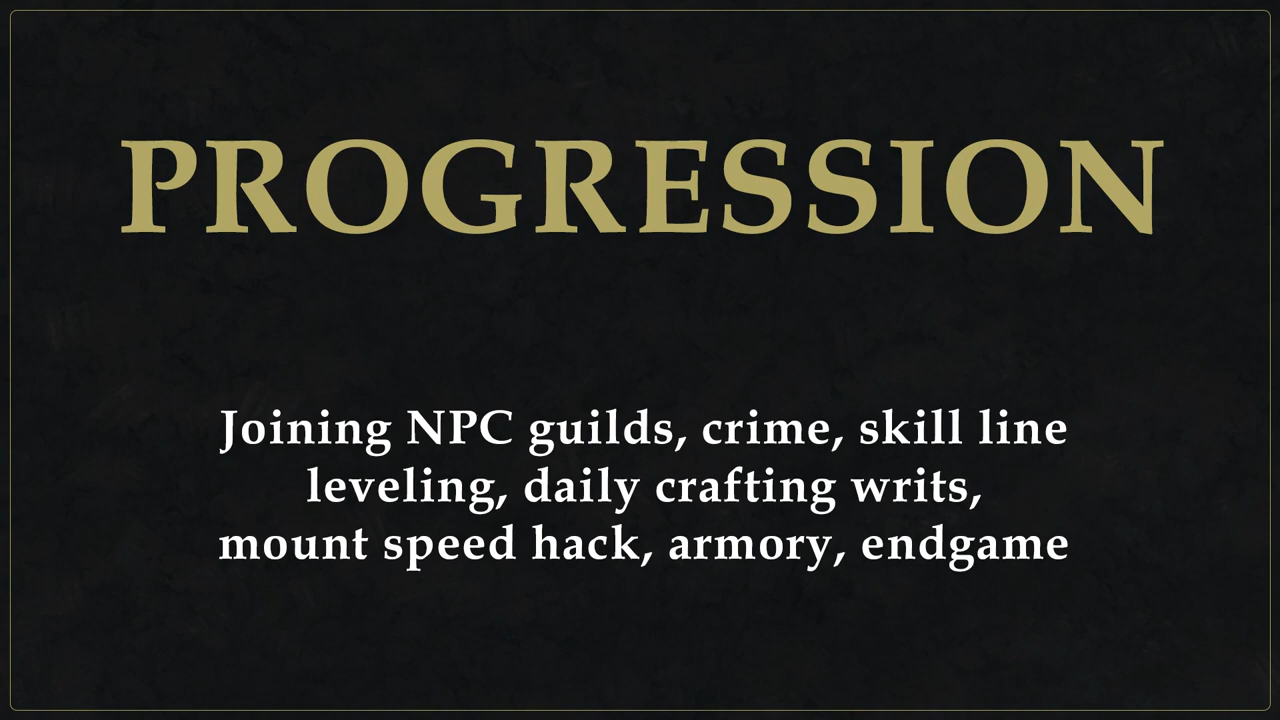 PROGRESSION
Joining NPC guilds, crime, skill line
leveling, daily crafting writs,
mount speed hack, armory, endgame